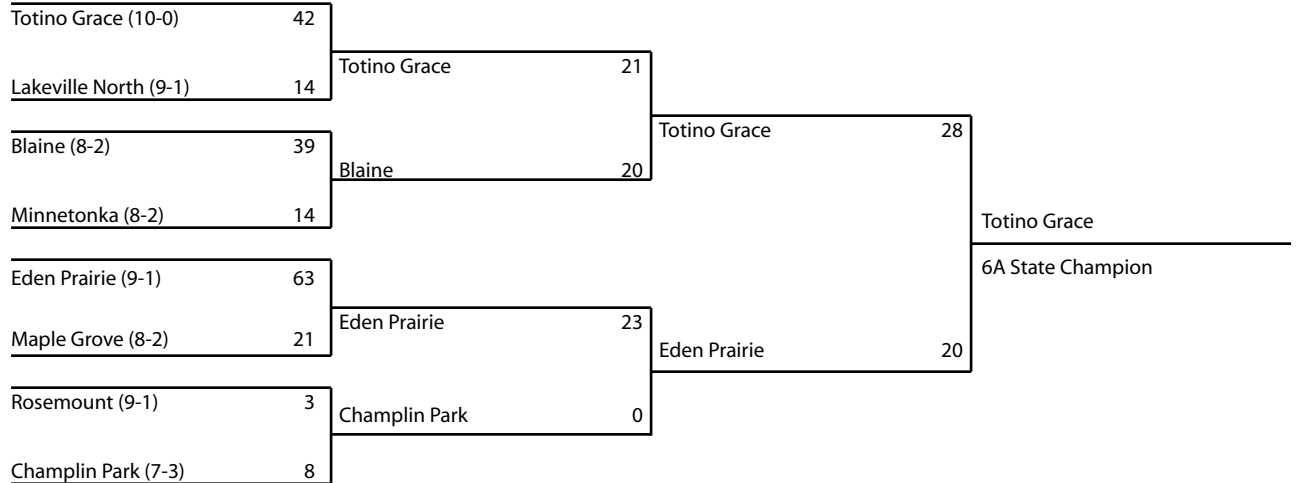 Totino Grace (10-0) 42
Lakeville North (9-1) 14
Blaine (8-2) 39
Minnetonka (8-2) 14
Eden Prairie (9-1) 63
Maple Grove (8-2) 21
Rosemount (9-1) 3
Champlin Park (7-3) 8
Totino Grace 21
Blaine 20
Eden Prairie 23
Champlin Park 0
Totino Grace 28
Eden Prairie 20
Totino Grace
6A State Champion